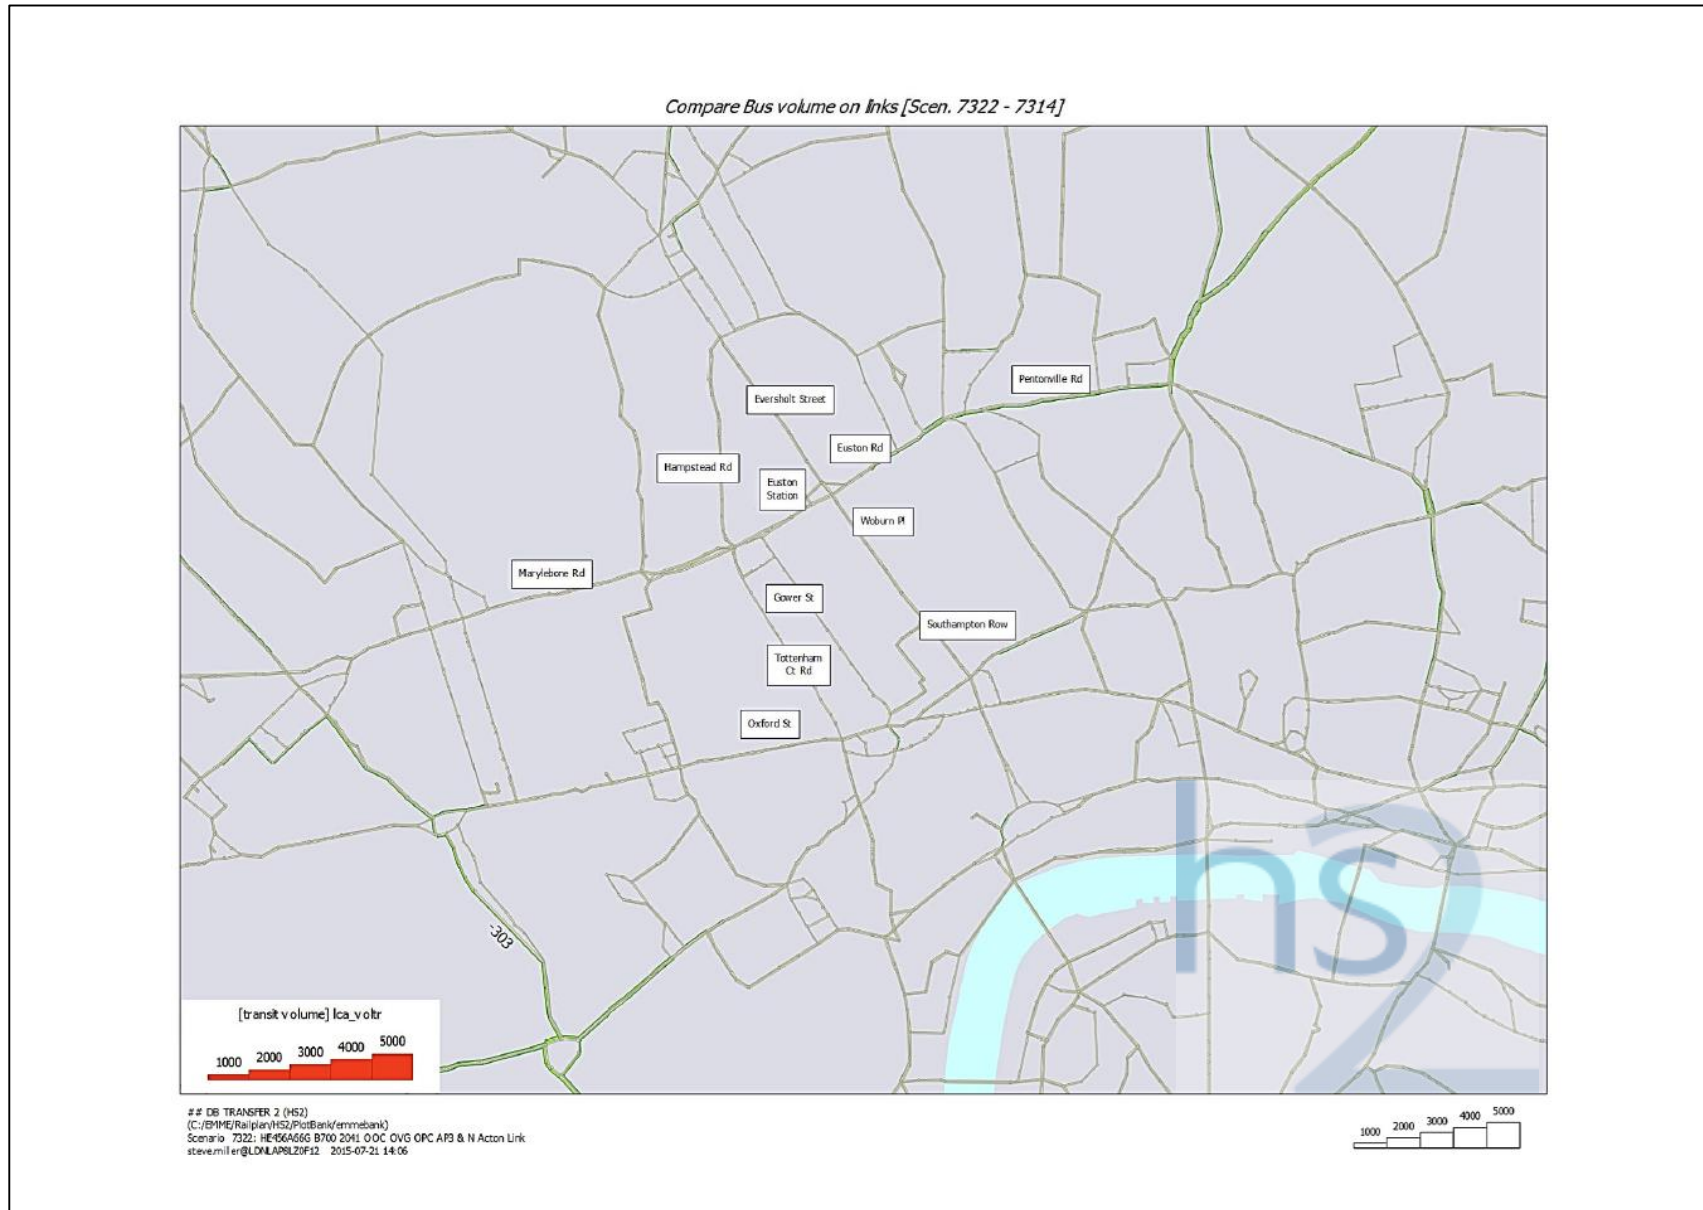 Compare Bus volume on links [Scen. 7322 - 7314]
Pentonville Rd
Eversholt Street
Euston Rd
Hampstead Rd
Euston
Station
Woburn Pl
Marylebone Rd
Gower St
Southampton Row
Tottenham
Ct Rd
Oxford St
-303
hs2
[transit volume] lca_voltr
1000 2000 3000 4000 5000
## DB TRANSFER 2 (HS2)
(C:/EMME/Railplan/HS2/PlotBank/emmebank)
Scenario 7322: HE456A66G B700 2041 OOC OVG OPC AP3 & N Acton Link
2015-07-21 14:06
1000 2000 3000 4000 5000